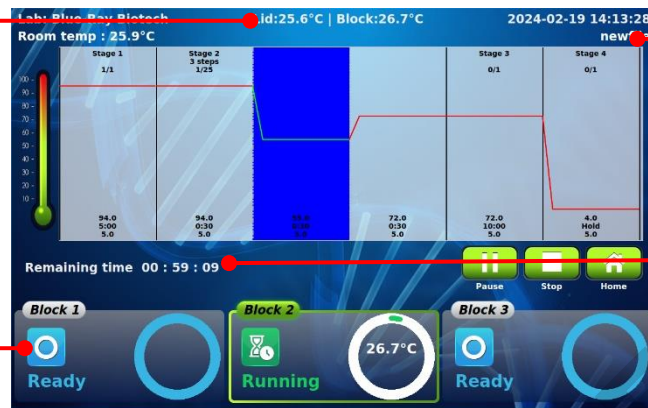 Lab: Blue-Ray Biotech
Lid:25.6°C | Block:26.7°C
2024-02-19 14:13:28
Room temp : 25.9°C
Stage 1
1/1
Stage 2
3 steps
1/25
Stage 3
0/1
Stage 4
0/1
100 -
90 -
80 -
70 -
60 -
50 -
40 -
30 -
20 -
10 -
94.0
5:00
5.0
94.0
0:30
5.0
72.0
0:30
5.0
72.0
10:00
5.0
4.0
Hold
5.0
Remaining time 00 : 59 : 09
Pause
Stop
Home
Block 1
Ready
Block 2
Running
26.7°C
Block 3
Ready